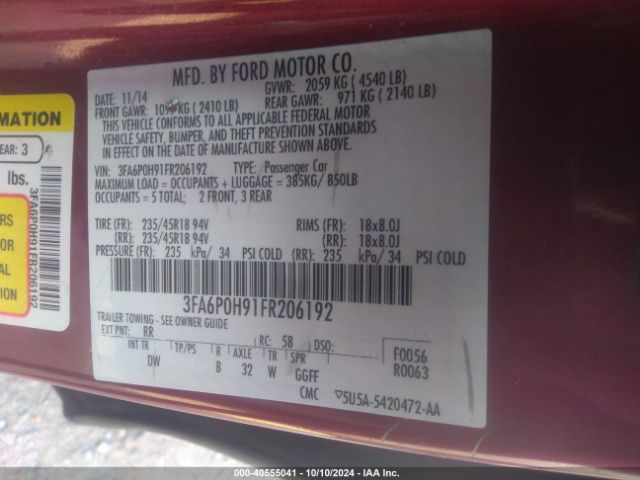 MFD. BY FORD MOTOR CO.
DATE: 11/14 GVWR: 2059 KG (4540 LB)
FRONT GAWR: KG (2410 LB) REAR GAWR: 971 KG (2140 LB)
THIS VEHICLE CONFORMS TO ALL APPLICABLE FEDERAL MOTOR
VEHICLE SAFETY, BUMPER, AND THEFT PREVENTION STANDARDS
IN EFFECT ON THE DATE OF MANUFACTURE SHOWN ABOVE.
VIN: 3FA6P0H91FR206192 TYPE: Passenger Car
MAXIMUM LOAD = OCCUPANTS + LUGGAGE = 385KG/ 850LB
OCCUPANTS = 5 TOTAL; 2 FRONT, 3 REAR
TIRE (FR): 235/45R18 94V RIMS (FR): 18x8.0J
(RR): 235/45R18 94V (RR): 18x8.0J
PRESSURE (FR): 235 kPa/ 34 PSI COLD (RR): 235 kPa/ 34 PSI COLD
3FA6P0H91FR206192
TRAILER TOWING - SEE OWNER GUIDE
EXT PNT: RR RC: 5B DSO: F0056
INT TR TP/PS R AXLE TR SPR R0063
DW B 32 W GGFF
CMC 5U5A-5420472-AA
MATION
EAR: 3
lbs.
RS
OR
AL
ION
3FA6P0H91FR206192
000-40555041 | 10/10/2024 | IAA Inc.